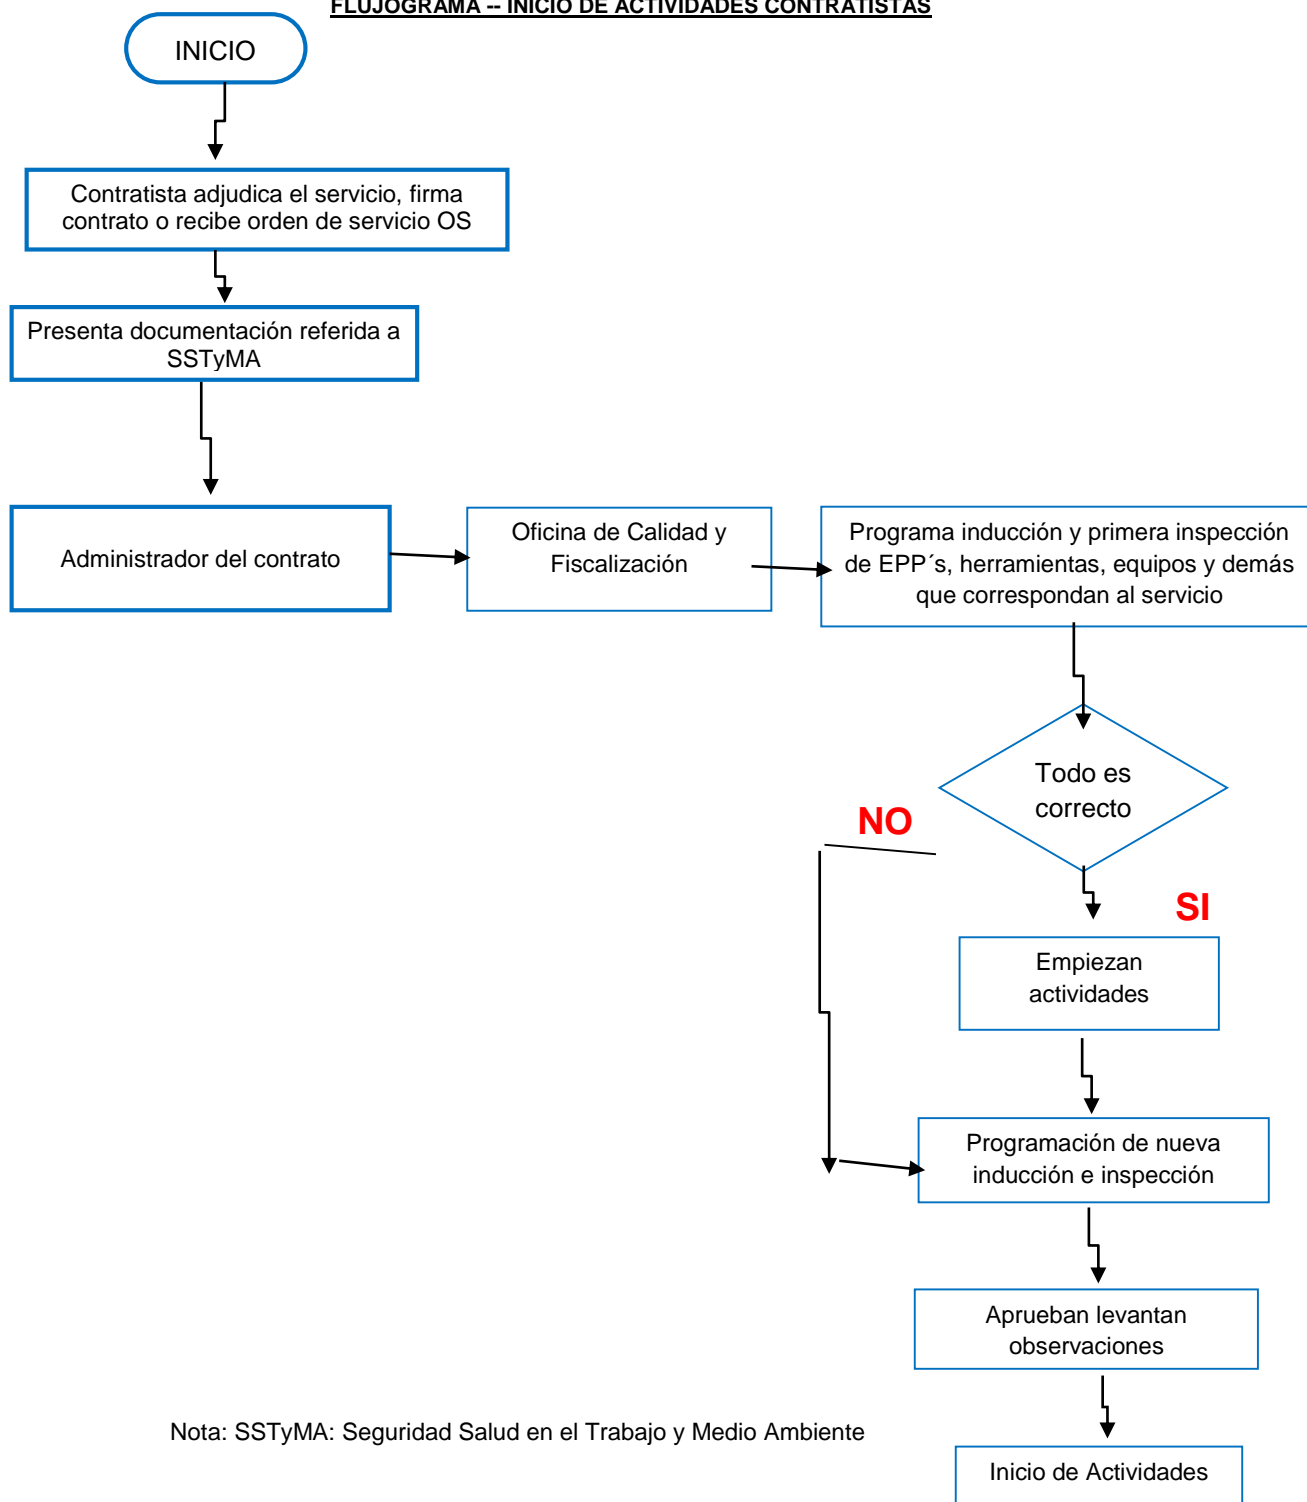 FLUJOGRAMA -- INICIO DE ACTIVIDADES CONTRATISTAS
INICIO
Contratista adjudica el servicio, firma
contrato o recibe orden de servicio OS
Presenta documentación referida a
SSTyMA
Administrador del contrato
Oficina de Calidad y
Fiscalización
Programa inducción y primera inspección
de EPP´s, herramientas, equipos y demás
que correspondan al servicio
Todo es
correcto
NO
SI
Empiezan
actividades
Programación de nueva
inducción e inspección
Aprueban levantan
observaciones
Nota: SSTyMA: Seguridad Salud en el Trabajo y Medio Ambiente
Inicio de Actividades